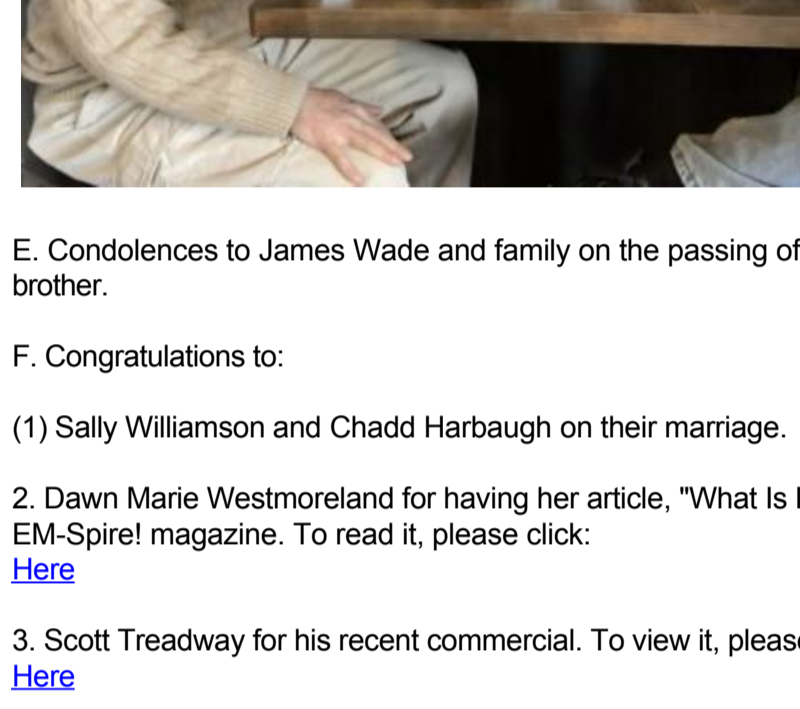 E. Condolences to James Wade and family on the passing of
brother.
F. Congratulations to:
(1) Sally Williamson and Chadd Harbaugh on their marriage.
2. Dawn Marie Westmoreland for having her article, "What Is
EM-Spire! magazine. To read it, please click:
Here
3. Scott Treadway for his recent commercial. To view it, please
Here